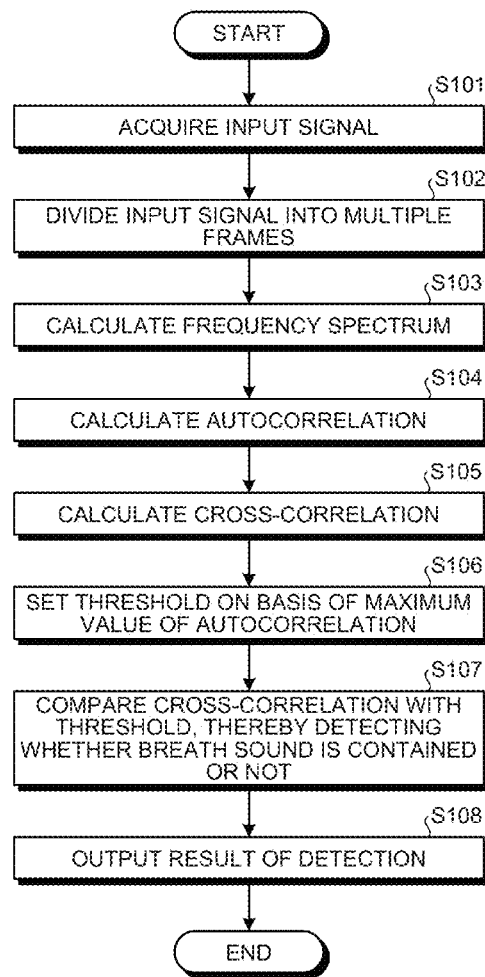 START
S101
ACQUIRE INPUT SIGNAL
S102
DIVIDE INPUT SIGNAL INTO MULTIPLE
FRAMES
S103
CALCULATE FREQUENCY SPECTRUM
S104
CALCULATE AUTOCORRELATION
S105
CALCULATE CROSS-CORRELATION
S106
SET THRESHOLD ON BASIS OF MAXIMUM
VALUE OF AUTOCORRELATION
S107
COMPARE CROSS-CORRELATION WITH
THRESHOLD, THEREBY DETECTING
WHETHER BREATH SOUND IS CONTAINED
OR NOT
S108
OUTPUT RESULT OF DETECTION
END